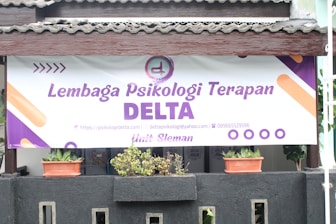 Lembaga Psikologi Terapan
DELTA
Unit Sleman